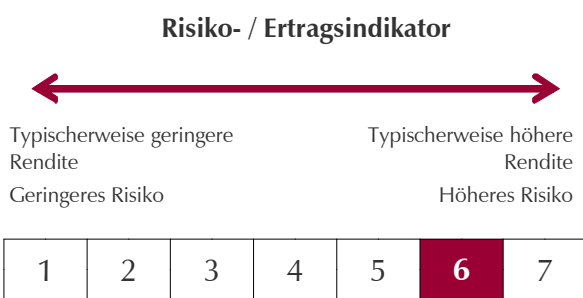 Risiko- / Ertragsindikator
Typischerweise geringere Rendite
Geringeres Risiko
Typischerweise höhere Rendite
Höheres Risiko
1 2 3 4 5 6 7